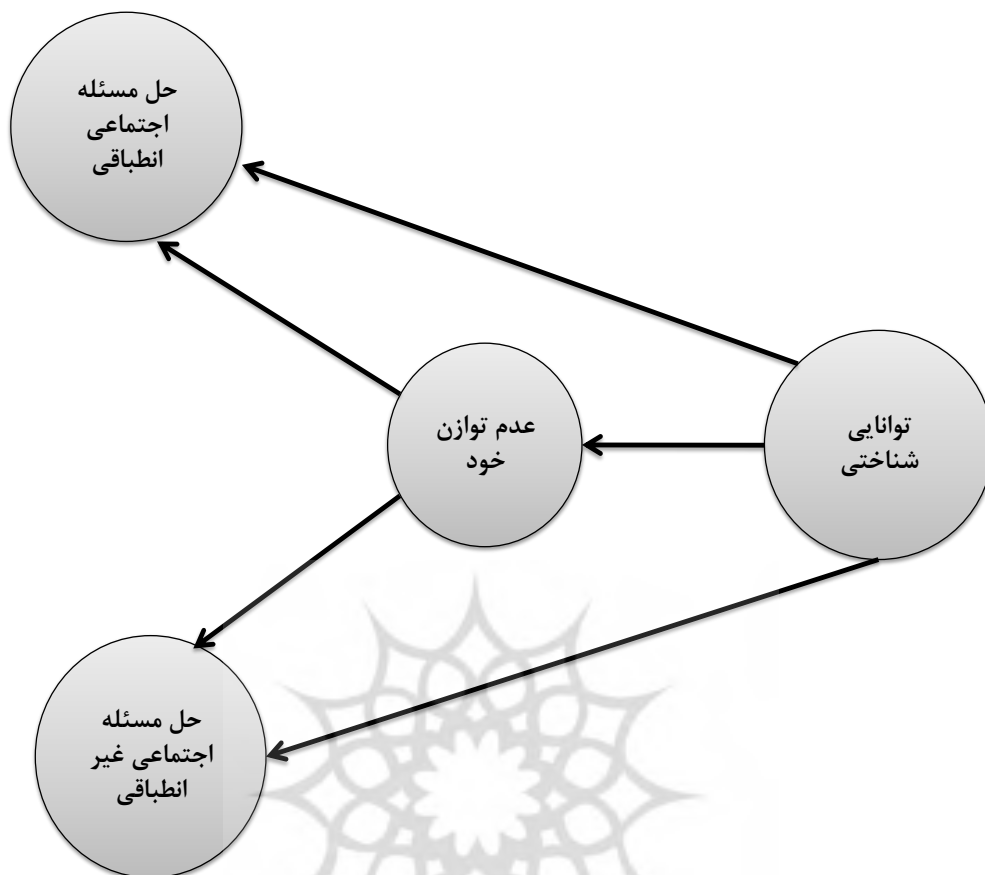 حل مسئله
اجتماعی
انطباقی
توانایی
شناختی
عدم توازن
خود
حل مسئله
اجتماعی غیر
انطباقی